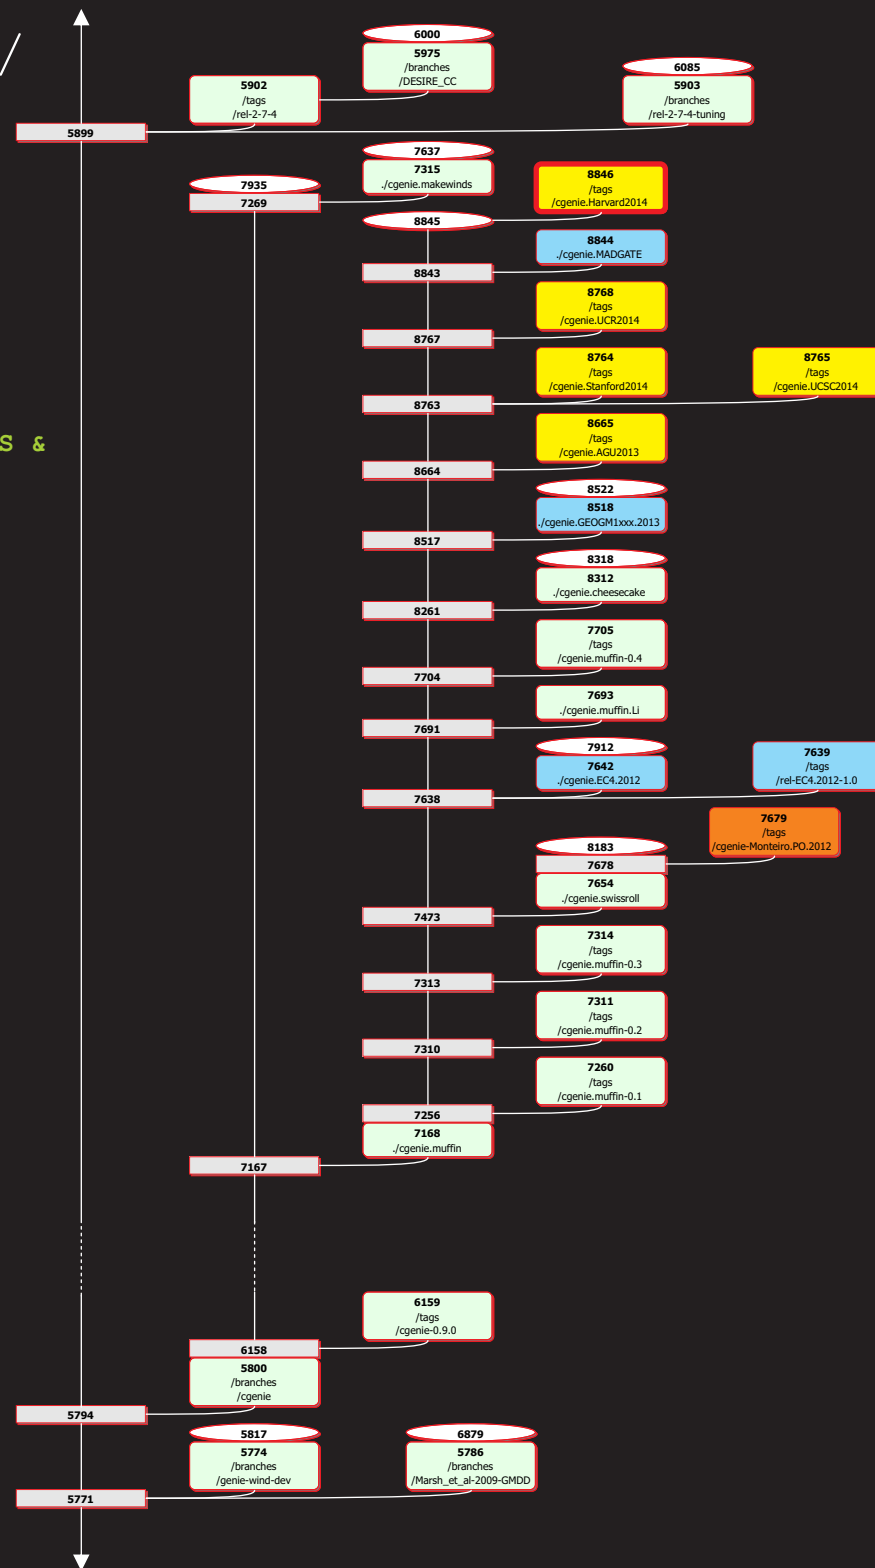 6000
5975
/branches
/DESIRE_CC
6085
5903
/branches
/rel-2-7-4-tuning
5902
/tags
/rel-2-7-4
5899
7637
7315
./cgenie.makewinds
7935
7269
8846
/tags
/cgenie.Harvard2014
8845
8844
./cgenie.MADGATE
8843
8768
/tags
/cgenie.UCR2014
8767
8764
/tags
/cgenie.Stanford2014
8765
/tags
/cgenie.UCSC2014
8763
S &
8665
/tags
/cgenie.AGU2013
8664
8522
8518
./cgenie.GEOGM1xxx.2013
8517
8318
8312
./cgenie.cheesecake
8261
7705
/tags
/cgenie.muffin-0.4
7704
7693
./cgenie.muffin.Li
7691
7912
7642
./cgenie.EC4.2012
7639
/tags
/rel-EC4.2012-1.0
7638
7679
/tags
/cgenie-Monteiro.PO.2012
8183
7678
7654
./cgenie.swissroll
7473
7314
/tags
/cgenie.muffin-0.3
7313
7311
/tags
/cgenie.muffin-0.2
7310
7260
/tags
/cgenie.muffin-0.1
7256
7168
./cgenie.muffin
7167
6159
/tags
/cgenie-0.9.0
6158
5800
/branches
/cgenie
5794
5817
5774
/branches
/genie-wind-dev
6879
5786
/branches
/Marsh_et_al-2009-GMDD
5771